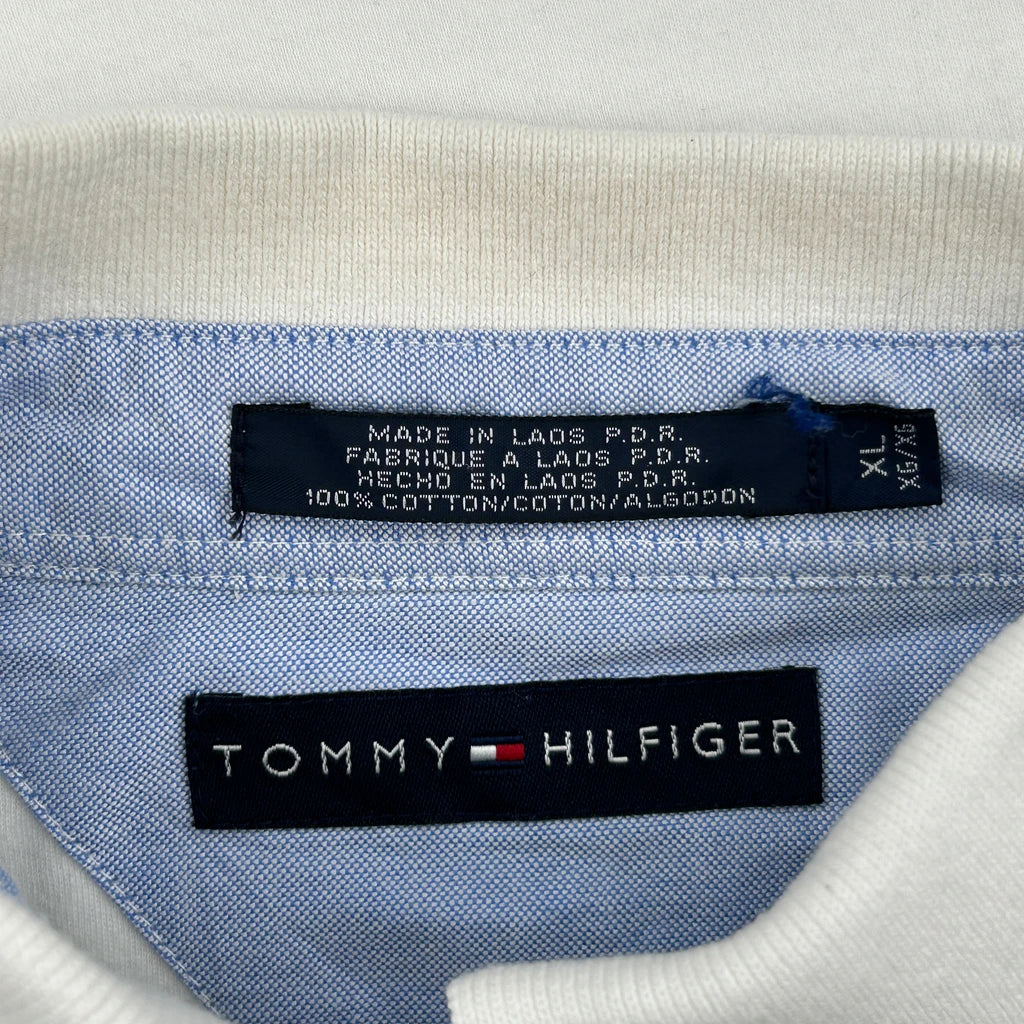 MADE IN LAOS P.D.R.
FABRIQUE A LAOS P.D.R.
HECHO EN LAOS P.D.R.
100% COTTON/COTON/ALGODON
XL
XG/XG
TOMMY HILFIGER